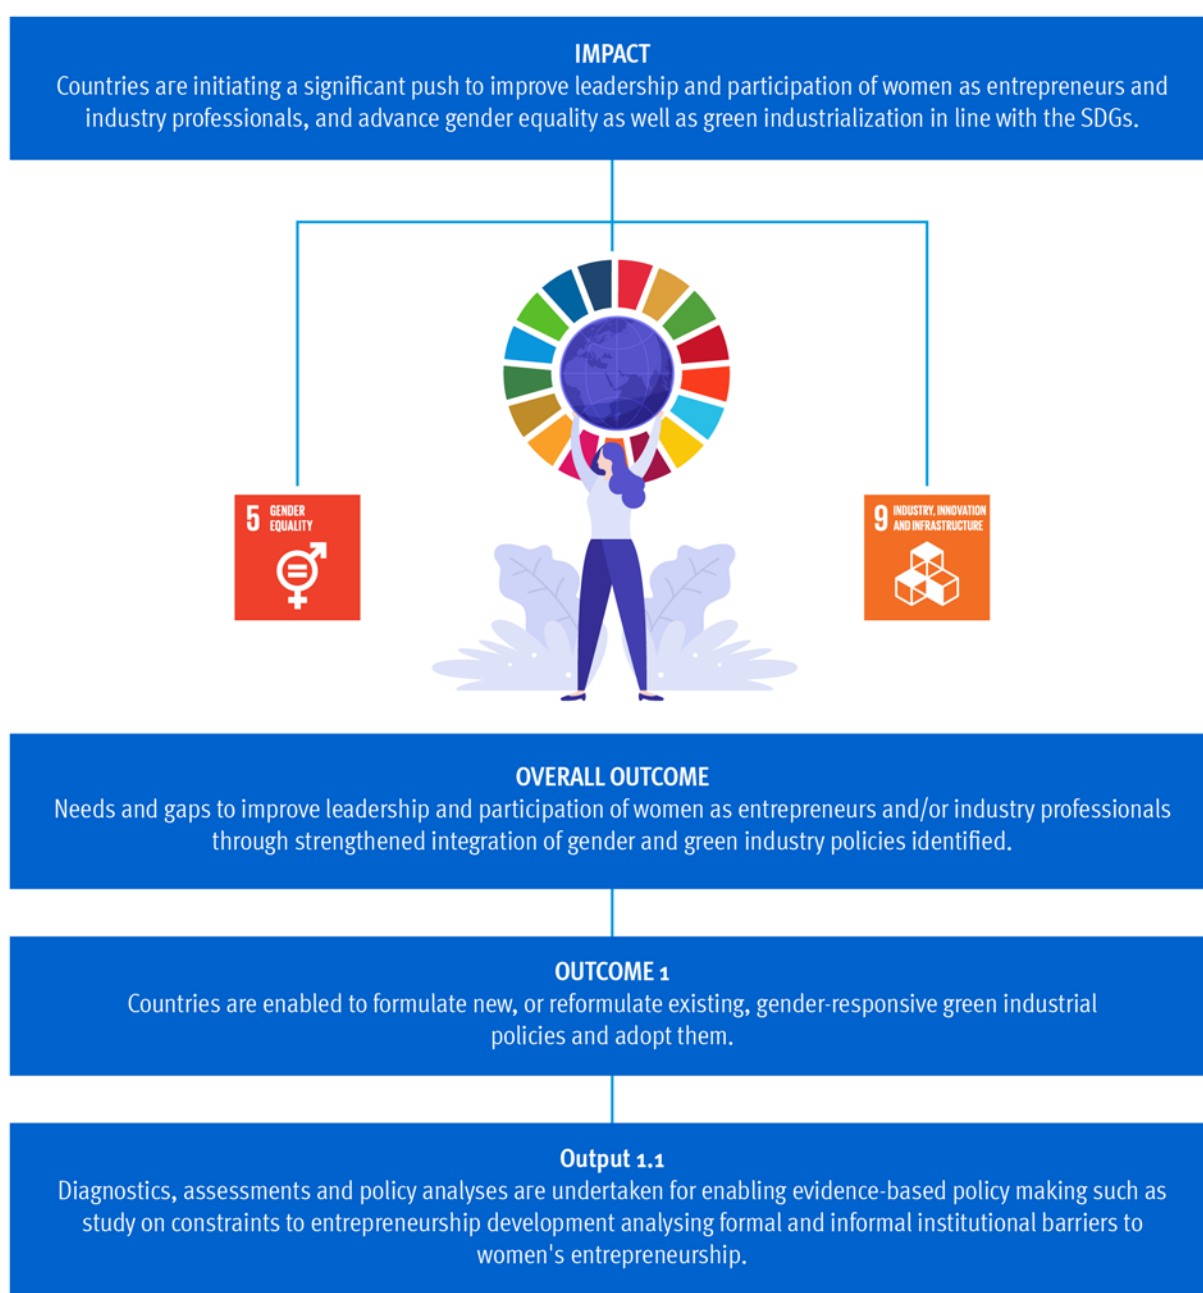 IMPACT
Countries are initiating a significant push to improve leadership and participation of women as entrepreneurs and
industry professionals, and advance gender equality as well as green industrialization in line with the SDGs.
5 GENDER
EQUALITY
9 INDUSTRY, INNOVATION
AND INFRASTRUCTURE
OVERALL OUTCOME
Needs and gaps to improve leadership and participation of women as entrepreneurs and/or industry professionals
through strengthened integration of gender and green industry policies identified.
OUTCOME 1
Countries are enabled to formulate new, or reformulate existing, gender-responsive green industrial
policies and adopt them.
Output 1.1
Diagnostics, assessments and policy analyses are undertaken for enabling evidence-based policy making such as
study on constraints to entrepreneurship development analysing formal and informal institutional barriers to
women's entrepreneurship.